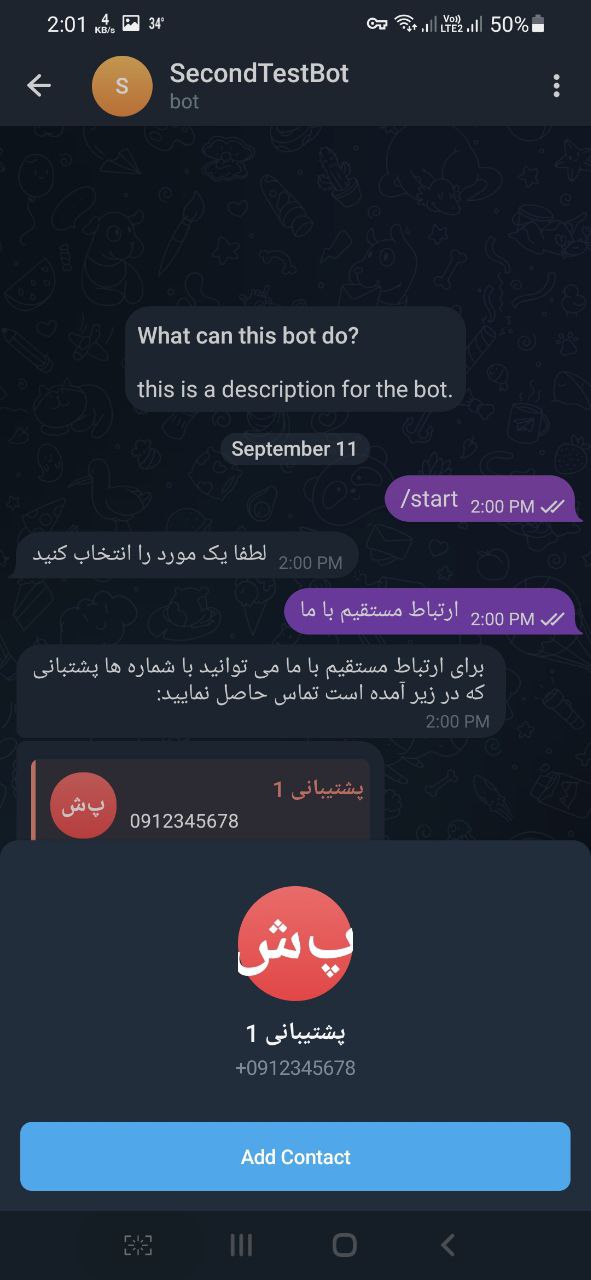 2:01
4
KB/s
34°
Vo))
LTE2
50%
S
SecondTestBot
bot
What can this bot do?
this is a description for the bot.
September 11
/start 2:00 PM
لطفا یک مورد را انتخاب کنید 2:00 PM
ارتباط مستقیم با ما 2:00 PM
برای ارتباط مستقیم با ما می توانید با شماره ها پشتبانی
که در زیر آمده است تماس حاصل نمایید:
2:00 PM
پ ش
پشتیبانی 1
0912345678
پ ش
پشتیبانی 1
+0912345678
Add Contact